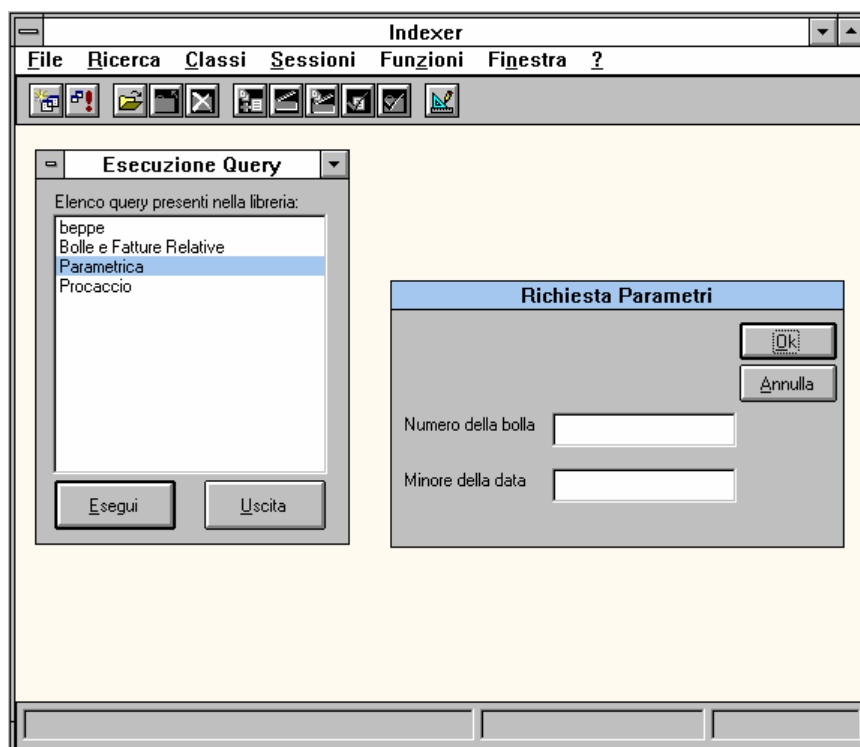 Indexer
File Ricerca Classi Sessioni Funzioni Finestra ?
Esecuzione Query
Elenco query presenti nella libreria:
beppe
Bolle e Fatture Relative
Parametrica
Procaccio
Esegui Uscita
Richiesta Parametri
Ok
Annulla
Numero della bolla
Minore della data